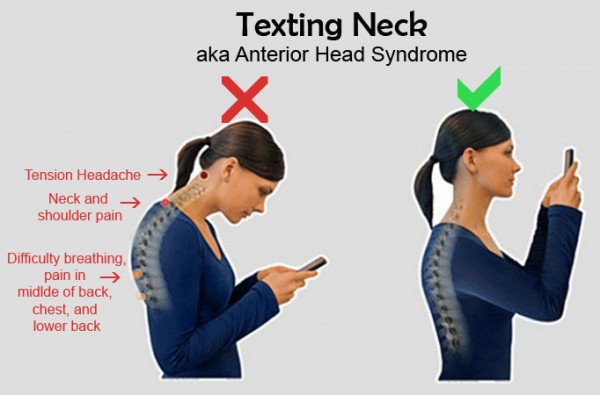 Texting Neck
aka Anterior Head Syndrome
Tension Headache
Neck and
shoulder pain
Difficulty breathing,
pain in
midlde of back,
chest, and
lower back